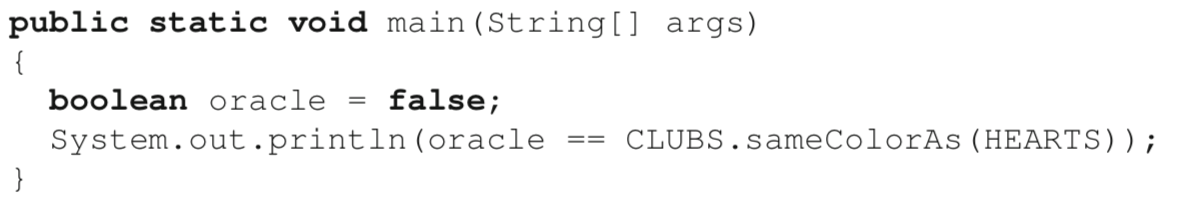 public static void main(String[] args)
{
  boolean oracle = false;
  System.out.println(oracle == CLUBS.sameColorAs(HEARTS));
}